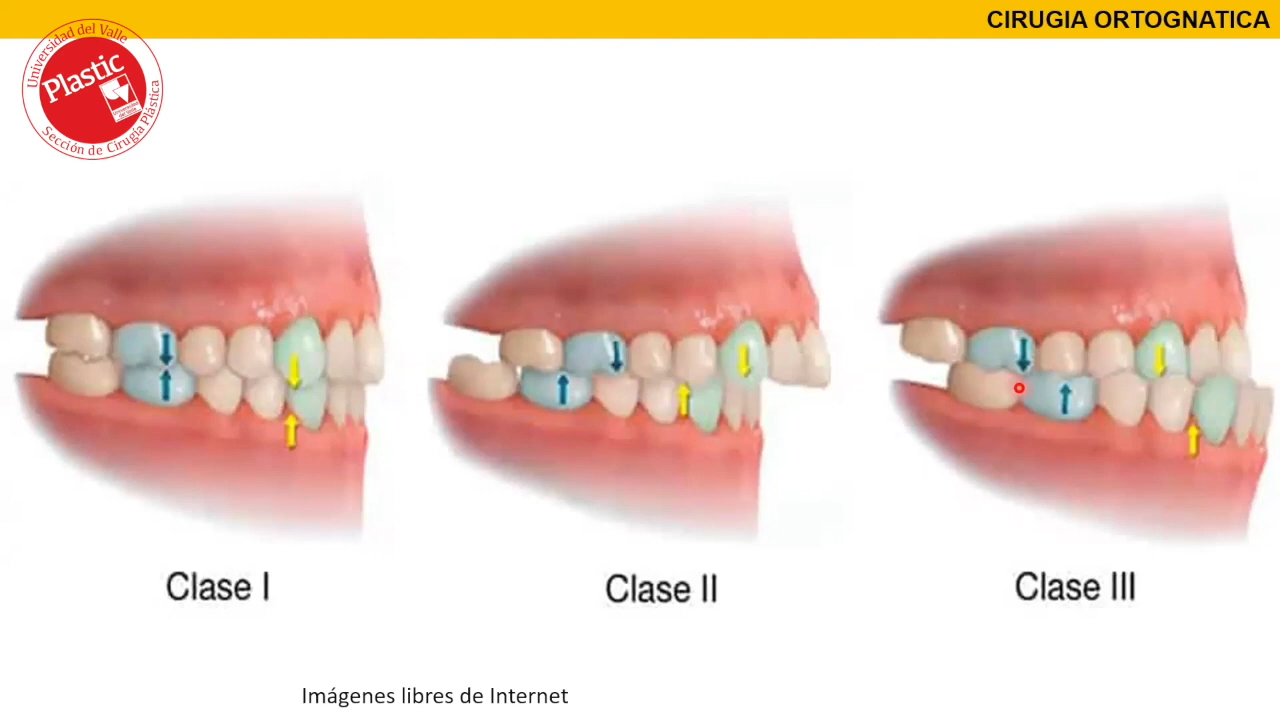 CIRUGIA ORTOGNATICA
Universidad del Valle
Plastic
Sección de Cirugía Plástica
Clase I
Clase II
Clase III
Imágenes libres de Internet